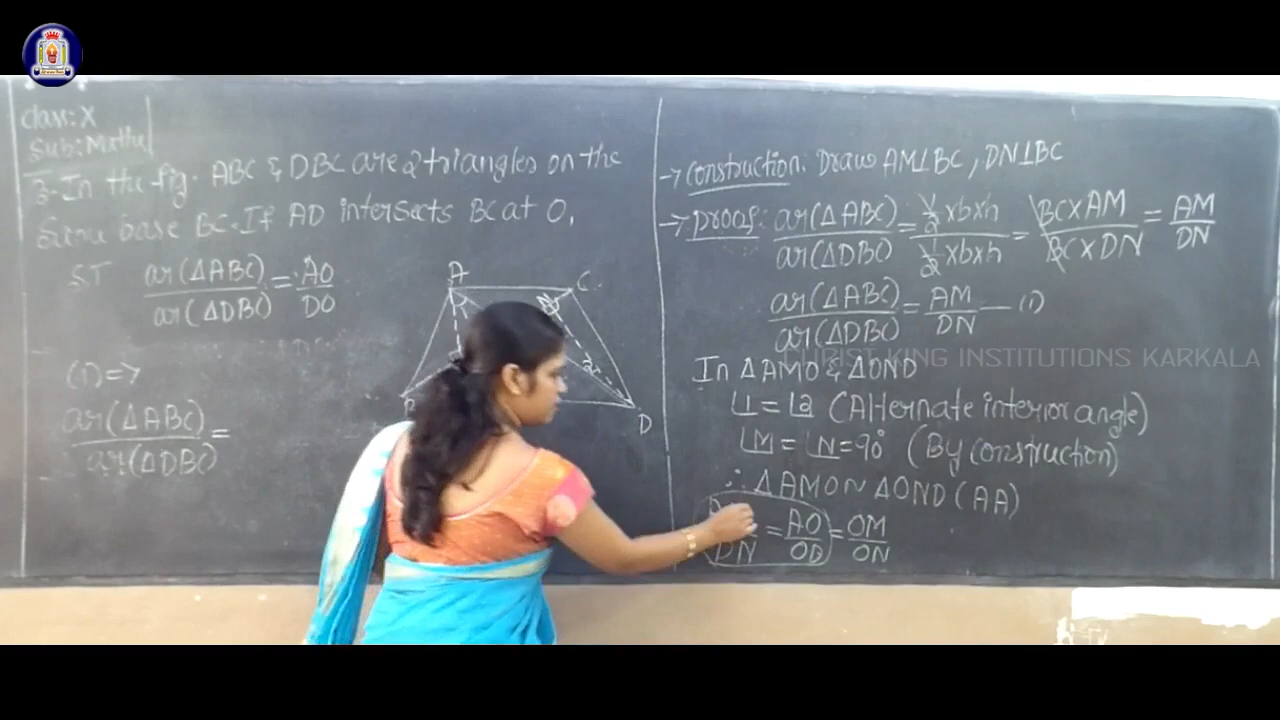 Class: X
Sub: Maths
3. In the fig. ABC & DBC are 2 triangles on the
Same base BC. If AD intersects BC at O,
S.T ar(ΔABC)/ar(ΔDBC) = AO/DO
A C
N
2
D
(1) =>
ar(ΔABC)/ar(ΔDBC) =
→ Construction: Draw AM⊥BC, DN⊥BC
→ Proof: ar(ΔABC)/ar(ΔDBC) = 1/2×b×h / 1/2×b×h = BC×AM/BC×DN = AM/DN
ar(ΔABC)/ar(ΔDBC) = AM/DN — (1)
In ΔAMO & ΔOND
∠1 = ∠2 (Alternate interior angle)
∠M = ∠N = 90° (By construction)
∴ ΔAMO ~ ΔOND (AA)
DN = AO/OD = OM/ON
CHRIST KING INSTITUTIONS KARKALA